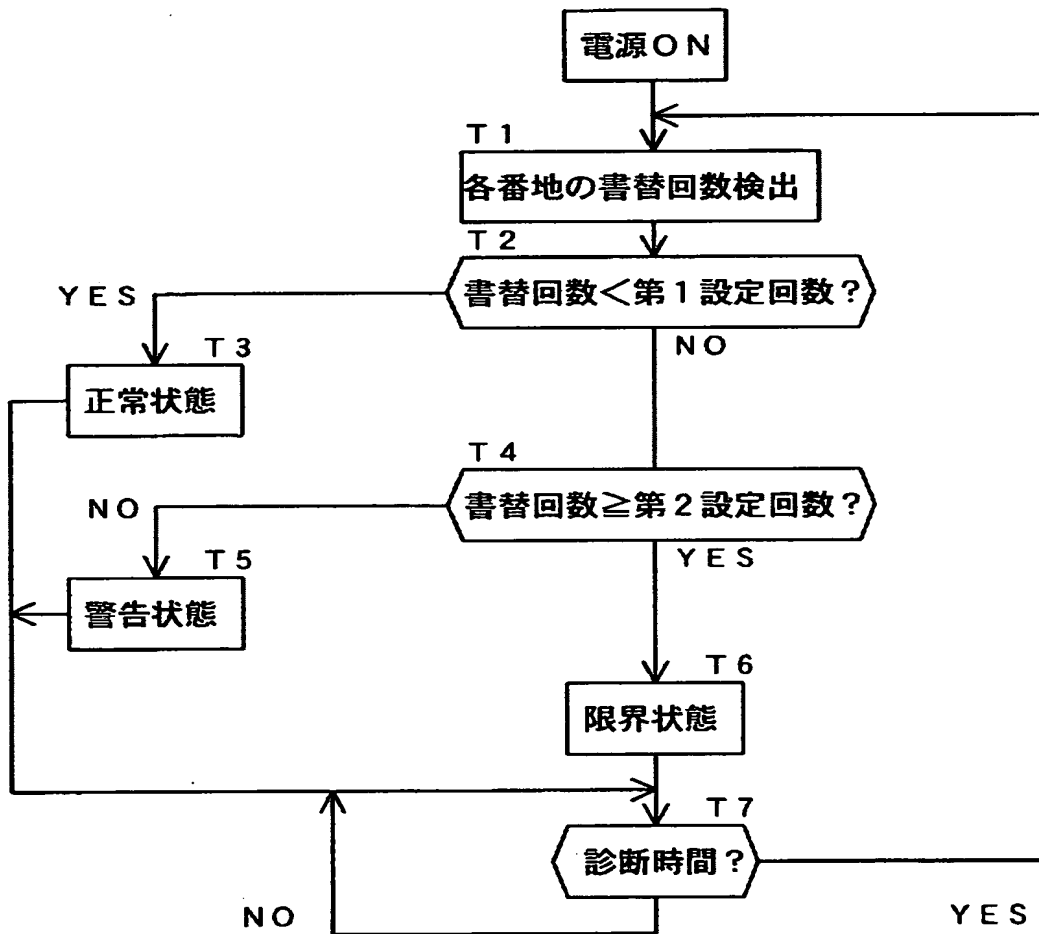 電源ON
T1
各番地の書替回数検出
T2
書替回数<第1設定回数?
YES
NO
T3
正常状態
T4
書替回数≧第2設定回数?
NO
YES
T5
警告状態
T6
限界状態
T7
診断時間?
NO
YES